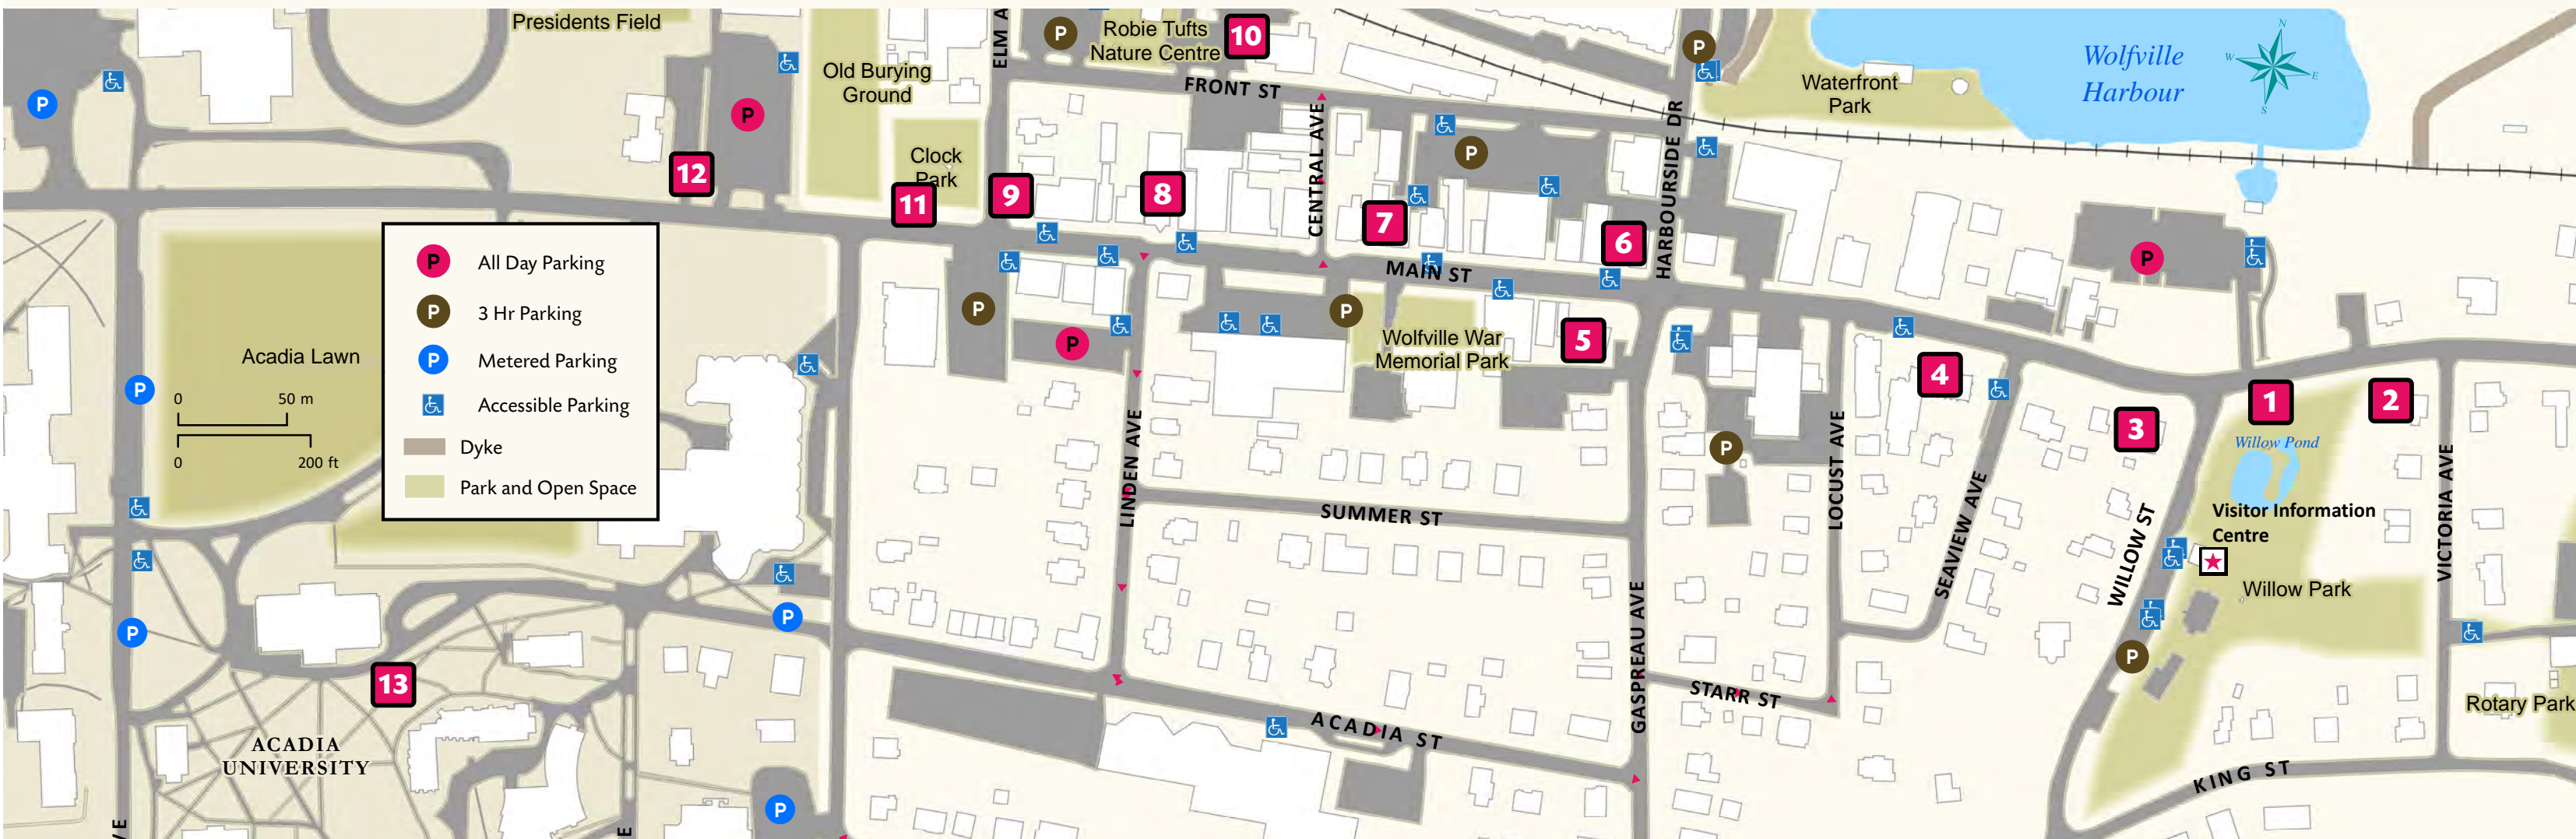 Presidents Field
ELM A
P
Robie Tufts
Nature Centre
10
P
Wolfville
Harbour
N
W
E
S
P
P
Old Burying
Ground
FRONT ST
Waterfront
Park
Clock
Park
CENTRAL AVE
P
HARBOURSIDE DR
12
11
9
8
7
6
P
All Day Parking
P
3 Hr Parking
P
Metered Parking
Accessible Parking
Dyke
Park and Open Space
MAIN ST
P
P
P
P
Wolfville War
Memorial Park
5
4
3
1
2
Acadia Lawn
P
0
50 m
0
200 ft
Willow Pond
P
LINDEN AVE
SUMMER ST
LOCUST AVE
SEAVIEW AVE
WILLOW ST
Visitor Information
Centre
VICTORIA AVE
Willow Park
P
P
P
GASPREAU AVE
13
STARR ST
Rotary Park
ACADIA ST
ACADIA
UNIVERSITY
KING ST
P
VE
E